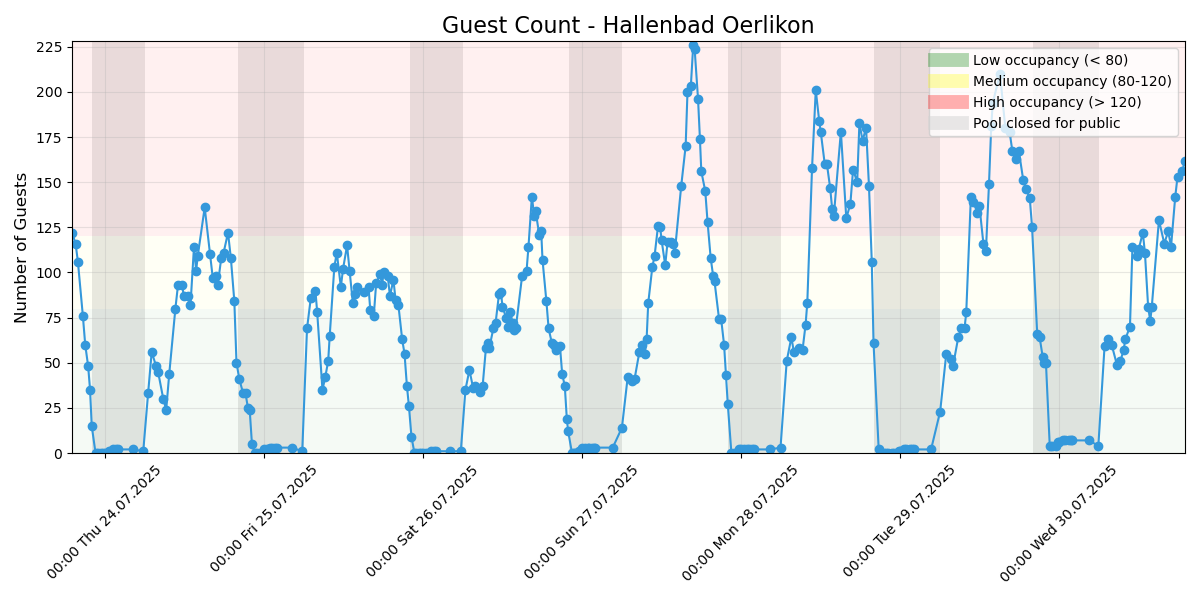 Guest Count - Hallenbad Oerlikon
Number of Guests
225
200
175
150
125
100
75
50
25
0
Low occupancy (< 80)
Medium occupancy (80-120)
High occupancy (> 120)
Pool closed for public
00:00 Thu 24.07.2025
00:00 Fri 25.07.2025
00:00 Sat 26.07.2025
00:00 Sun 27.07.2025
00:00 Mon 28.07.2025
00:00 Tue 29.07.2025
00:00 Wed 30.07.2025